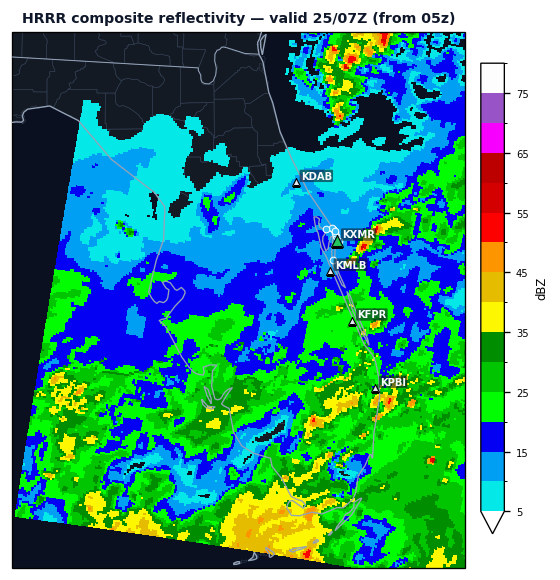 HRRR composite reflectivity — valid 25/07Z (from 05z)
KDAB
KXMR
KMLB
KFPR
KPBI
75
65
55
45
35
25
15
5
dBZ